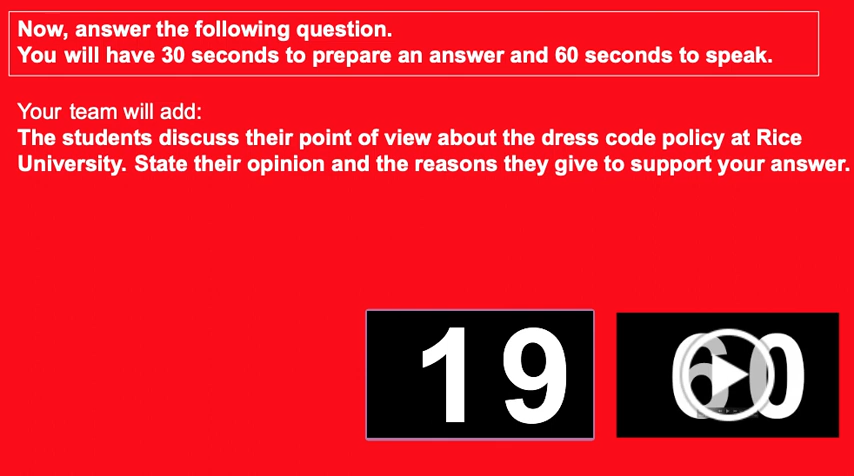 Now, answer the following question.
You will have 30 seconds to prepare an answer and 60 seconds to speak.
Your team will add:
The students discuss their point of view about the dress code policy at Rice
University. State their opinion and the reasons they give to support your answer.
19
60